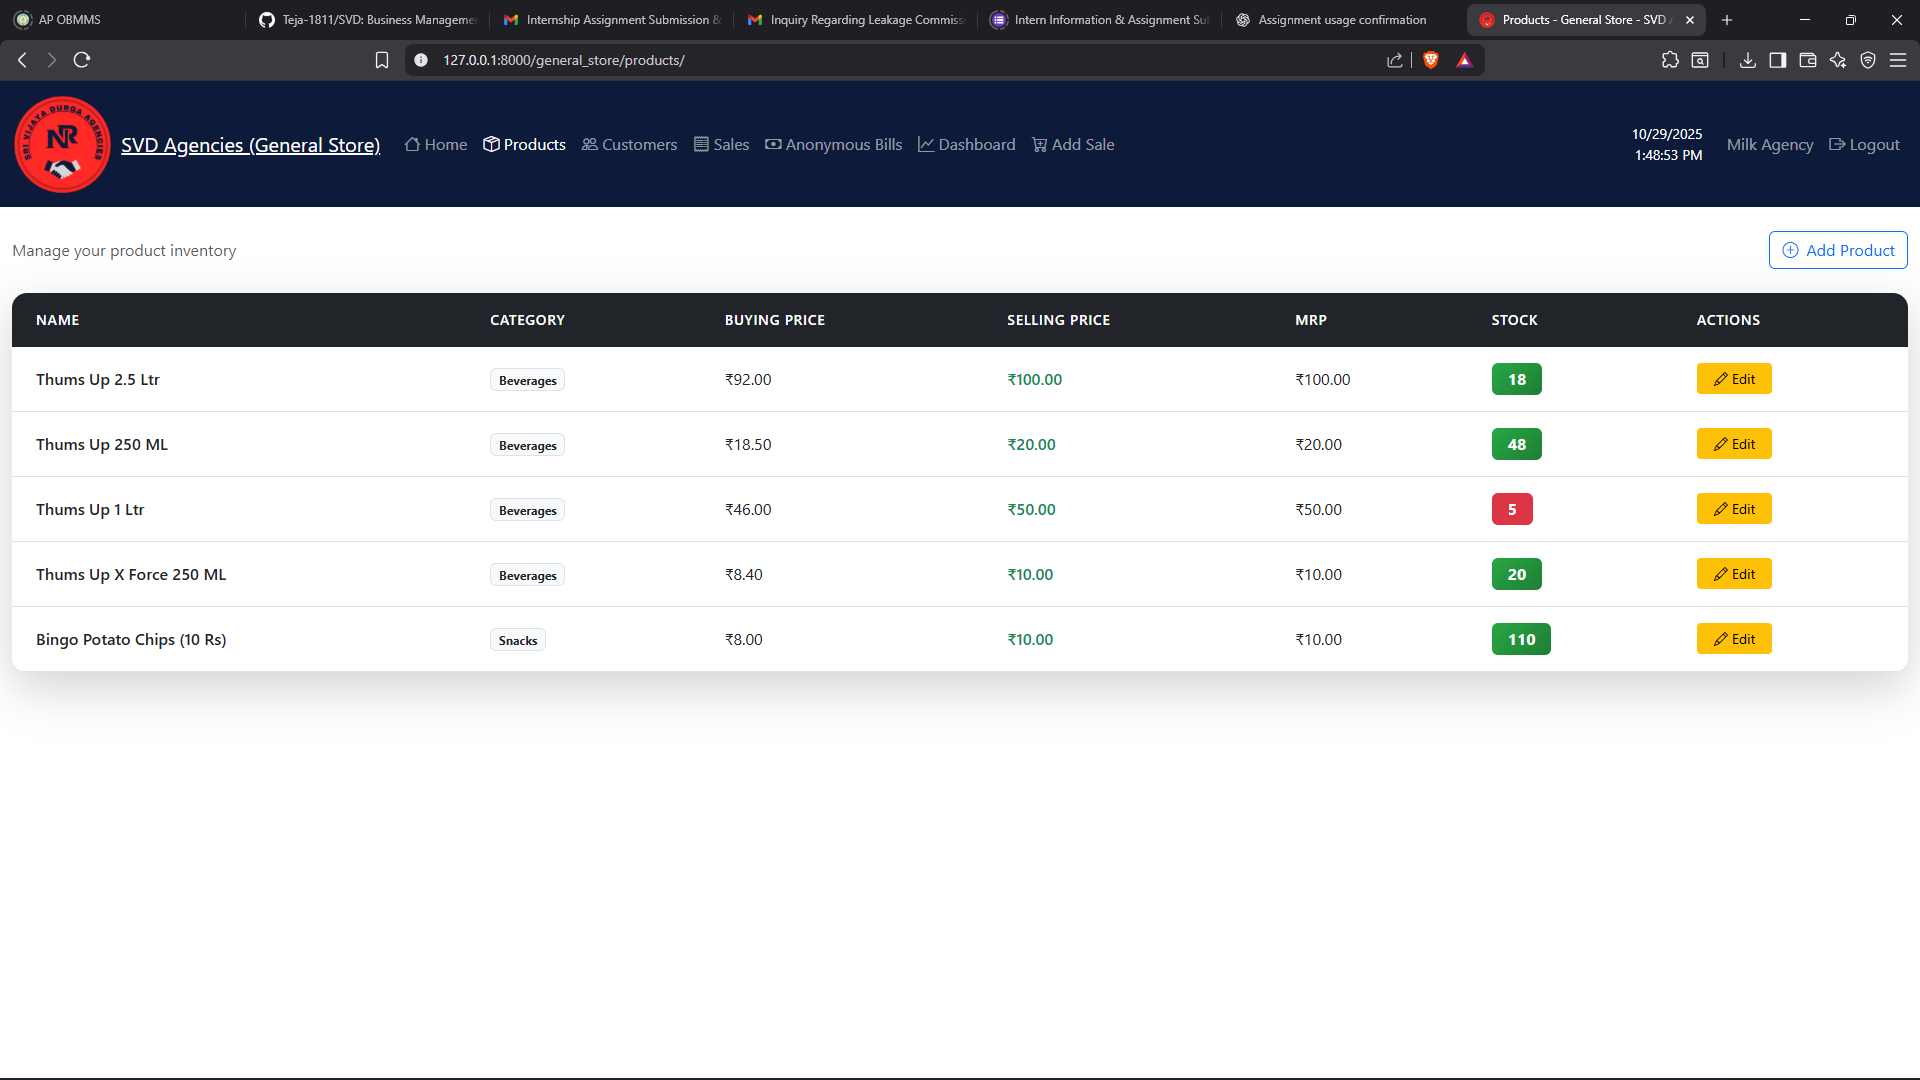 AP OBMMS
Teja-1811/SVD: Business Manageme
Internship Assignment Submission &
Inquiry Regarding Leakage Commiss
Intern Information & Assignment Su
Assignment usage confirmation
Products - General Store - SVD
127.0.0.1:8000/general_store/products/
SRI VIJAYA DURGA AGENCIES
NR
SVD Agencies (General Store)
Home
Products
Customers
Sales
Anonymous Bills
Dashboard
Add Sale
10/29/2025
1:48:53 PM
Milk Agency
Logout
Manage your product inventory
Add Product
NAME CATEGORY BUYING PRICE SELLING PRICE MRP STOCK ACTIONS
Thums Up 2.5 Ltr Beverages ₹92.00 ₹100.00 ₹100.00 18 Edit
Thums Up 250 ML Beverages ₹18.50 ₹20.00 ₹20.00 48 Edit
Thums Up 1 Ltr Beverages ₹46.00 ₹50.00 ₹50.00 5 Edit
Thums Up X Force 250 ML Beverages ₹8.40 ₹10.00 ₹10.00 20 Edit
Bingo Potato Chips (10 Rs) Snacks ₹8.00 ₹10.00 ₹10.00 110 Edit